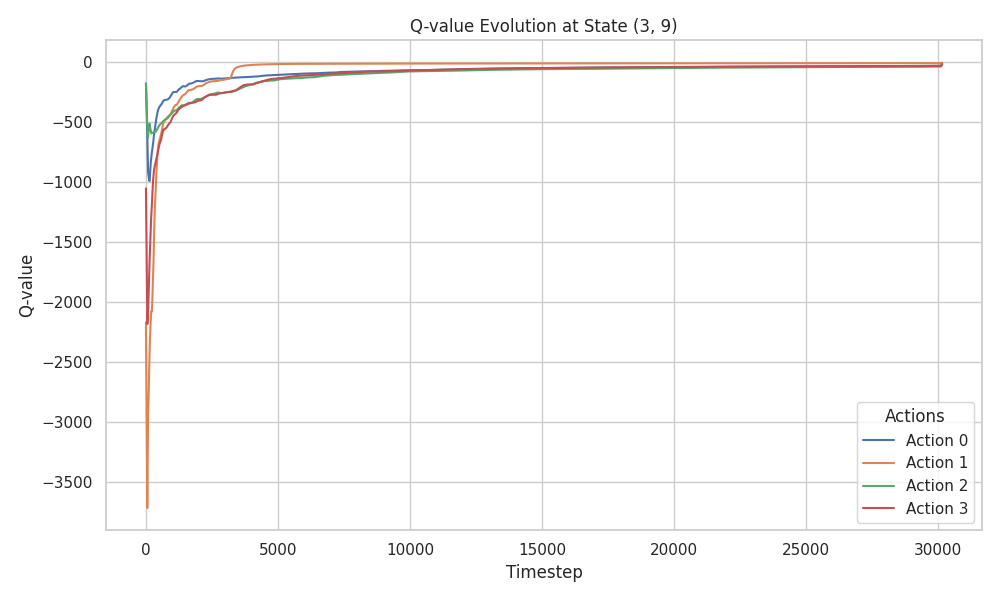 Q-value Evolution at State (3, 9)
Q-value
0
−500
−1000
−1500
−2000
−2500
−3000
−3500
0
5000
10000
15000
20000
25000
30000
Timestep
Actions
Action 0
Action 1
Action 2
Action 3